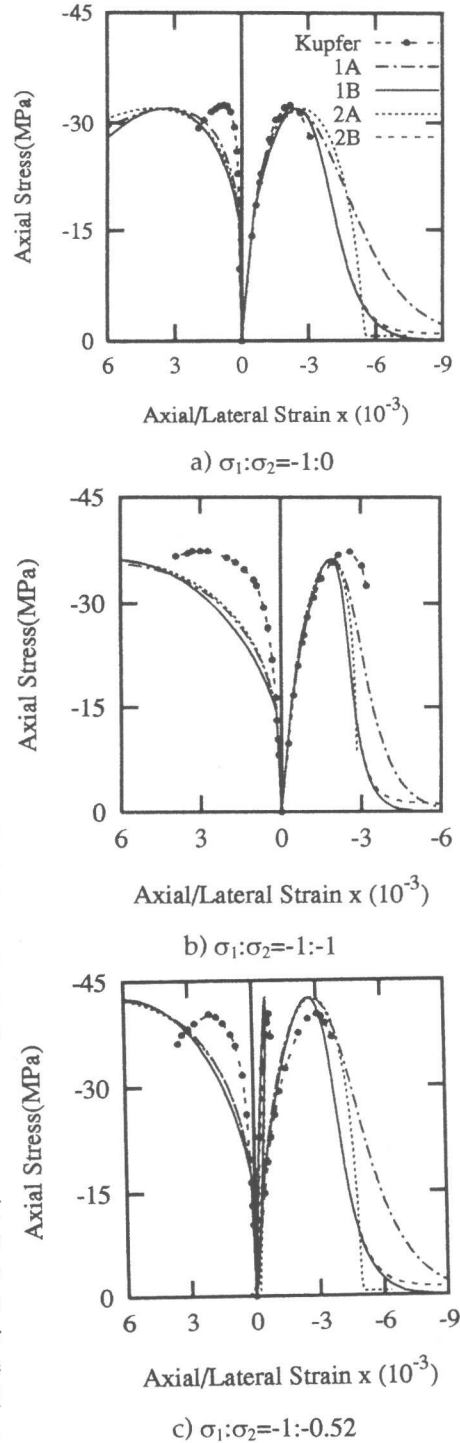 Axial Stress(MPa)
-45
-30
-15
0
Kupfer
1A
1B
2A
2B
6 3 0 -3 -6 -9
Axial/Lateral Strain x (10⁻³)
a) σ₁:σ₂=-1:0
Axial Stress(MPa)
-45
-30
-15
0
6 3 0 -3 -6
Axial/Lateral Strain x (10⁻³)
b) σ₁:σ₂=-1:-1
Axial Stress(MPa)
-45
-30
-15
0
6 3 0 -3 -6 -9
Axial/Lateral Strain x (10⁻³)
c) σ₁:σ₂=-1:-0.52